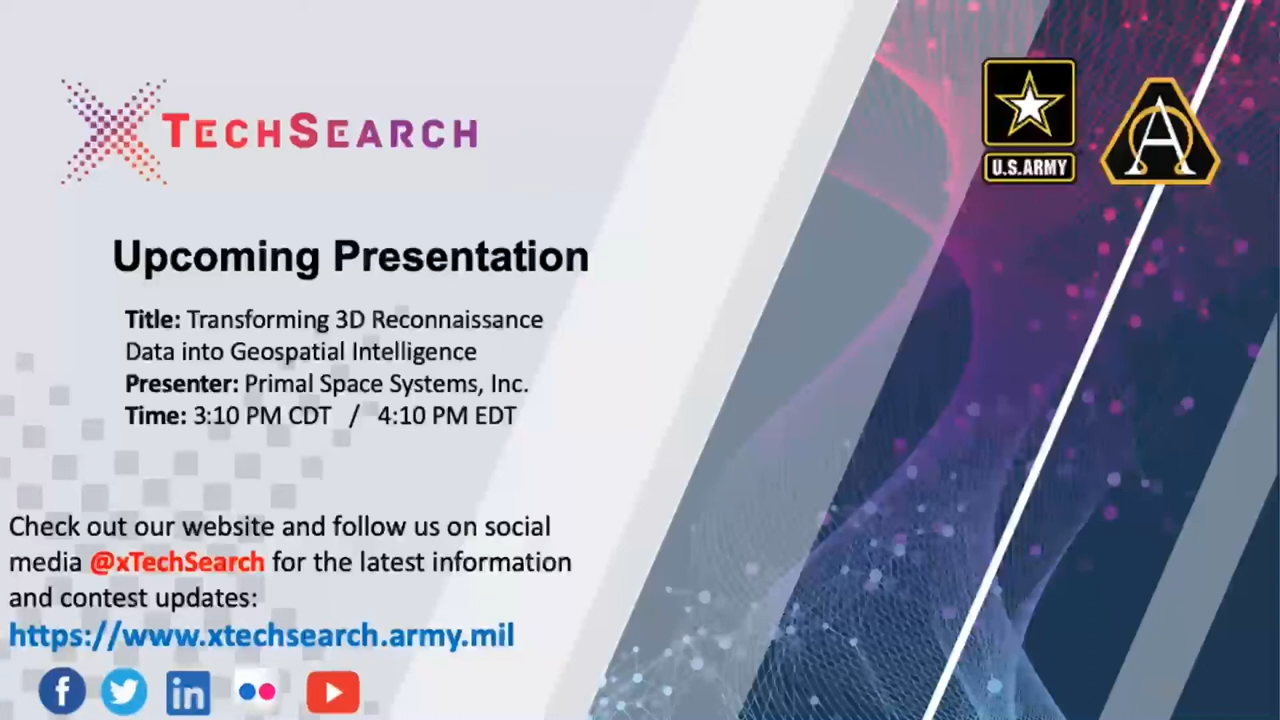 XTECHSEARCH
U.S.ARMY
A
Upcoming Presentation
Title: Transforming 3D Reconnaissance
Data into Geospatial Intelligence
Presenter: Primal Space Systems, Inc.
Time: 3:10 PM CDT / 4:10 PM EDT
Check out our website and follow us on social
media @xTechSearch for the latest information
and contest updates:
https://www.xtechsearch.army.mil
f
in